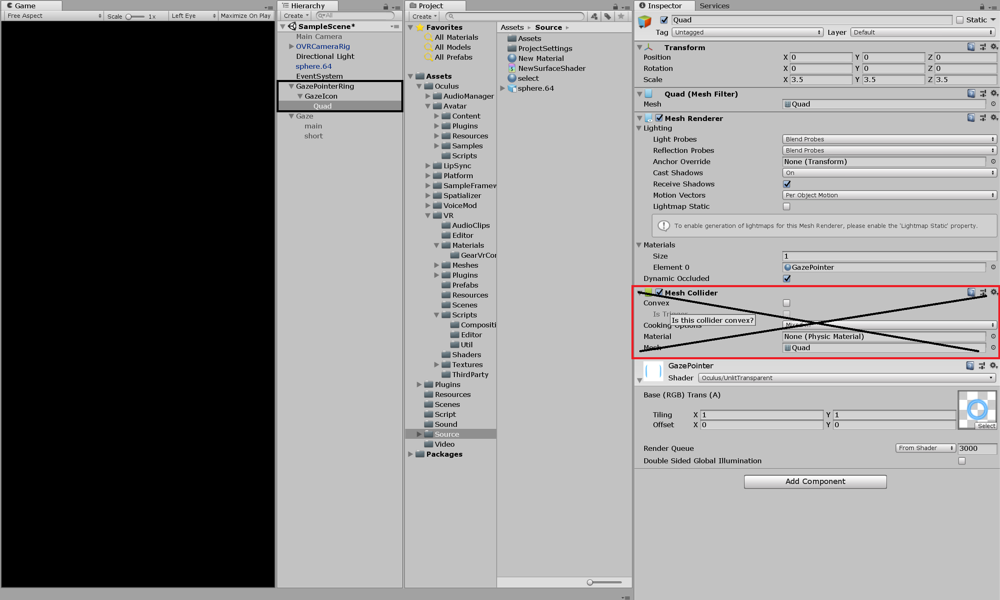 Game
Free Aspect
Scale 1x
Left Eye
Maximize On Play
Hierarchy
Create
All
SampleScene*
Main Camera
OVRCameraRig
Directional Light
sphere.64
EventSystem
GazePointerRing
GazeIcon
Quad
Gaze
main
short
Project
Create
Favorites
All Materials
All Models
All Prefabs
Assets
Oculus
AudioManager
Avatar
Content
Plugins
Resources
Samples
Scripts
LipSync
Platform
SampleFramew
Spatializer
VoiceMod
VR
AudioClips
Editor
Materials
GearVrCor
Meshes
Plugins
Prefabs
Resources
Scenes
Scripts
Compositi
Editor
Util
Shaders
Textures
ThirdParty
Plugins
Resources
Scenes
Script
Sound
Source
Video
Packages
Assets Source
Assets
ProjectSettings
New Material
NewSurfaceShader
select
sphere.64
Inspector
Services
Quad
Static
Tag Untagged
Layer Default
Transform
Position X 0 Y 0 Z 0
Rotation X 0 Y 0 Z 0
Scale X 3.5 Y 3.5 Z 3.5
Quad (Mesh Filter)
Mesh Quad
Mesh Renderer
Lighting
Light Probes Blend Probes
Reflection Probes Blend Probes
Anchor Override None (Transform)
Cast Shadows On
Receive Shadows
Motion Vectors Per Object Motion
Lightmap Static
To enable generation of lightmaps for this Mesh Renderer, please enable the 'Lightmap Static' property.
Materials
Size 1
Element 0 GazePointer
Dynamic Occluded
Mesh Collider
Convex
Is Trigger
Is this collider convex?
Cooking Options Mixed ...
Material None (Physic Material)
Mesh Quad
GazePointer
Shader Oculus/UnlitTransparent
Base (RGB) Trans (A)
Tiling X 1 Y 1
Offset X 0 Y 0
Select
Render Queue From Shader 3000
Double Sided Global Illumination
Add Component